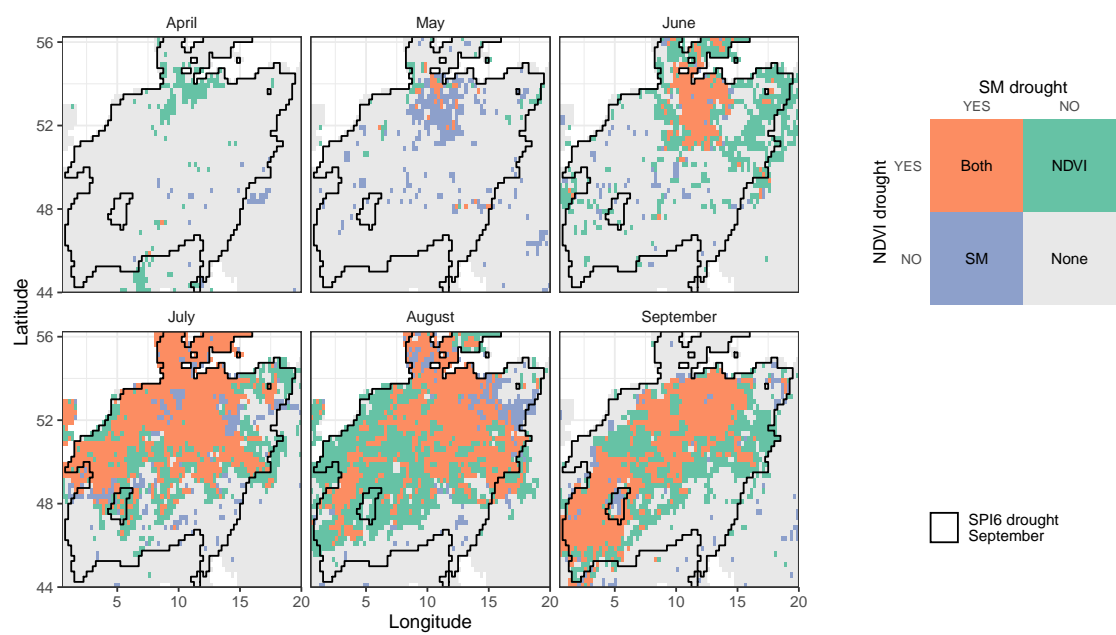 April
May
June
56
52
48
44
July
August
September
56
52
48
44
5
10
15
20
5
10
15
20
5
10
15
20
Latitude
Longitude
SM drought
YES
NO
NDVI drought
YES
NO
Both
NDVI
SM
None
SPI6 drought
September